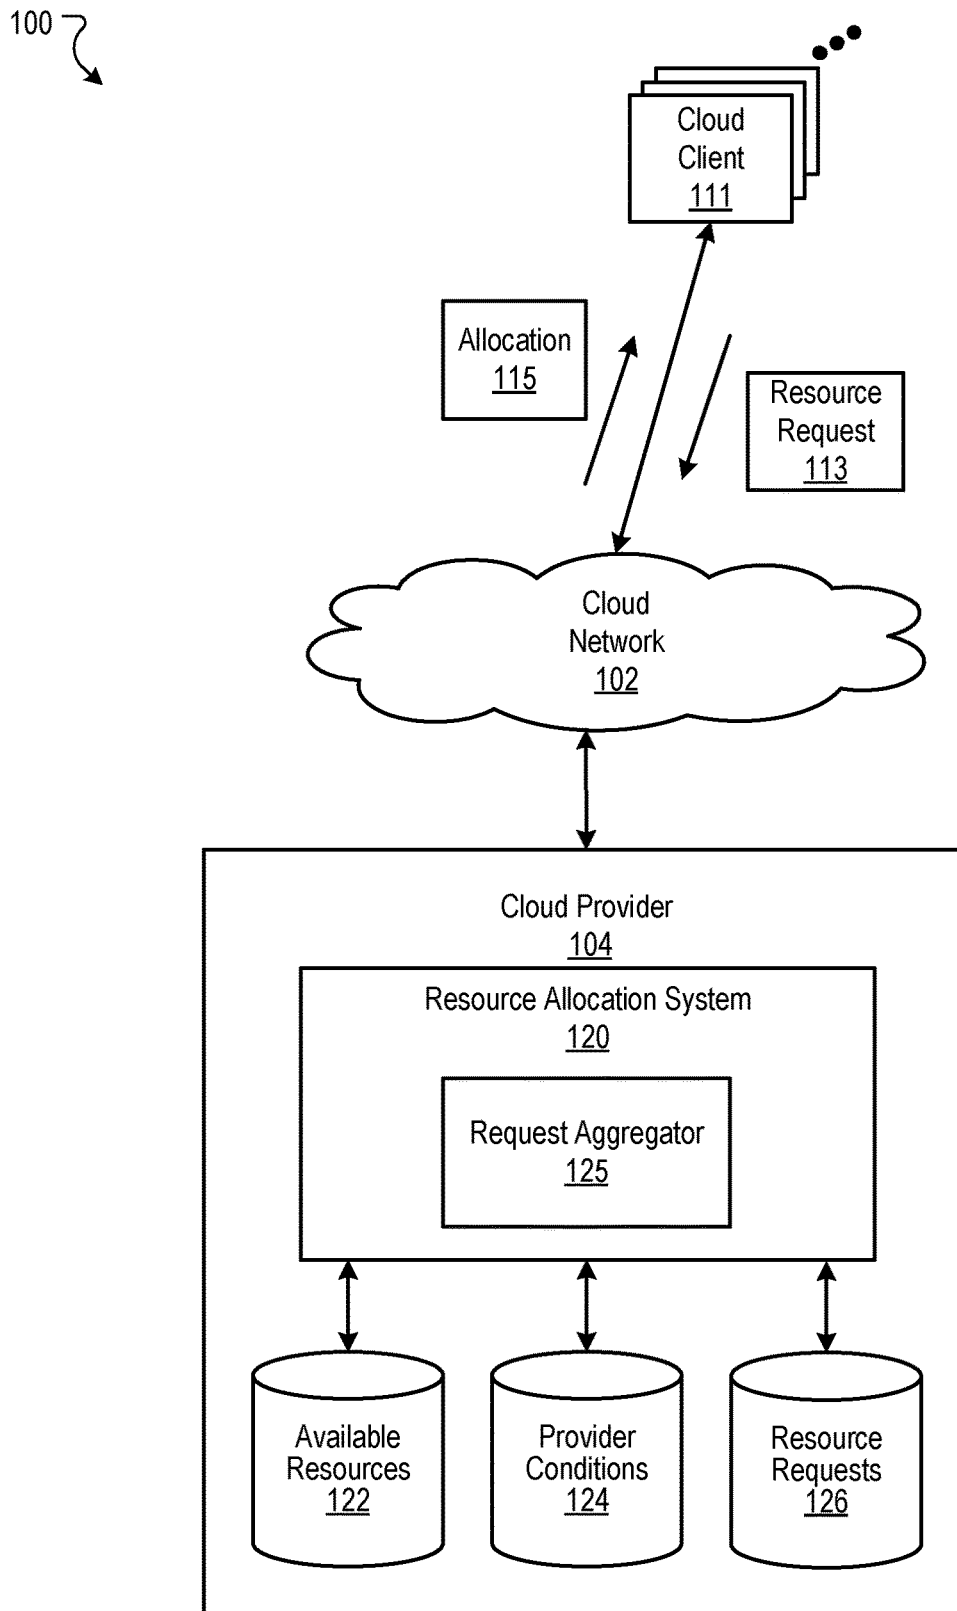 100
Cloud
Client
111
Allocation
115
Resource
Request
113
Cloud
Network
102
Cloud Provider
104
Resource Allocation System
120
Request Aggregator
125
Available
Resources
122
Provider
Conditions
124
Resource
Requests
126